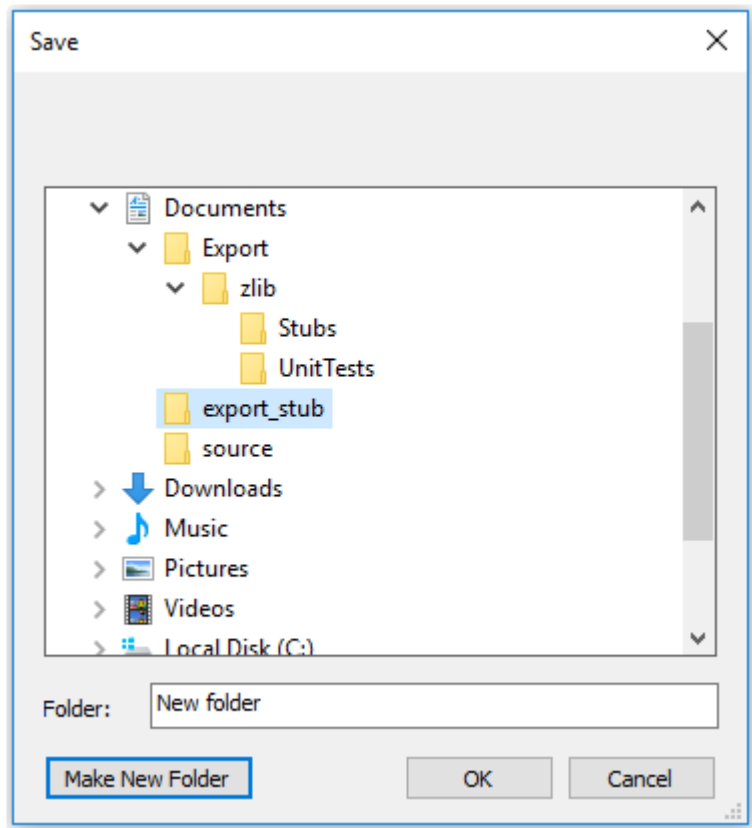 Save
Documents
Export
zlib
Stubs
UnitTests
export_stub
source
Downloads
Music
Pictures
Videos
Local Disk (C:)
Folder: New folder
Make New Folder OK Cancel